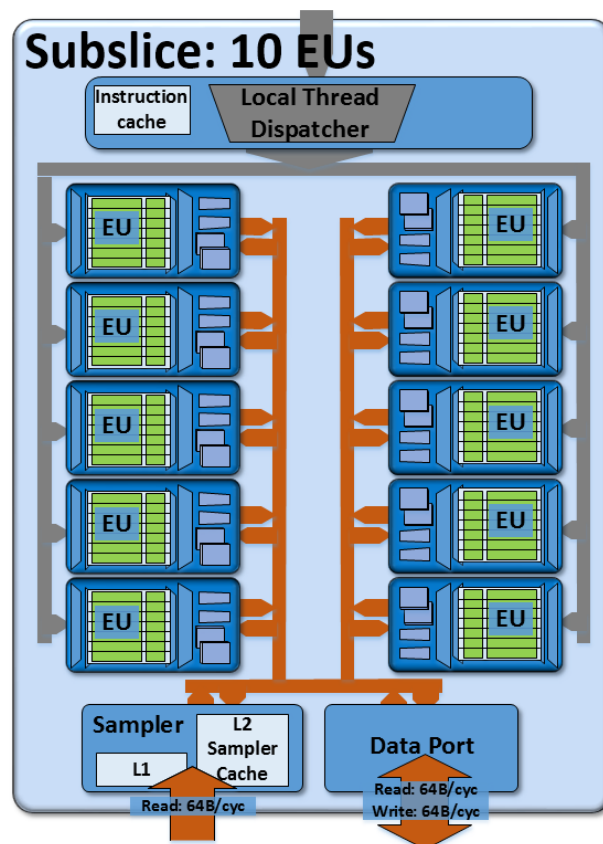 Subslice: 10 EUs
Instruction
cache
Local Thread
Dispatcher
EU
EU
EU
EU
EU
EU
EU
EU
EU
EU
Sampler
L1
L2
Sampler
Cache
Read: 64B/cyc
Data Port
Read: 64B/cyc
Write: 64B/cyc